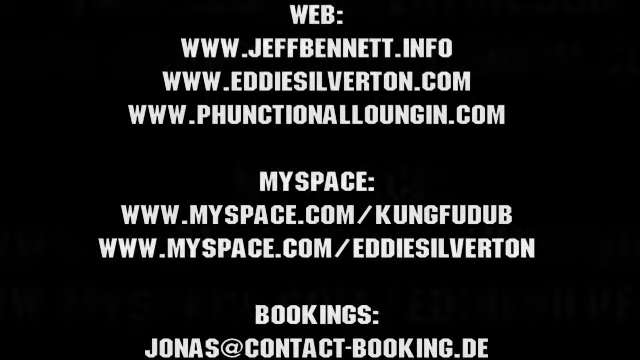 WEB:
WWW.JEFFBENNETT.INFO
WWW.EDDIESILVERTON.COM
WWW.PHUNCTIONALLOUNGIN.COM
MYSPACE:
WWW.MYSPACE.COM/KUNGFUDUB
WWW.MYSPACE.COM/EDDIESILVERTON
BOOKINGS:
JONAS@CONTACT-BOOKING.DE